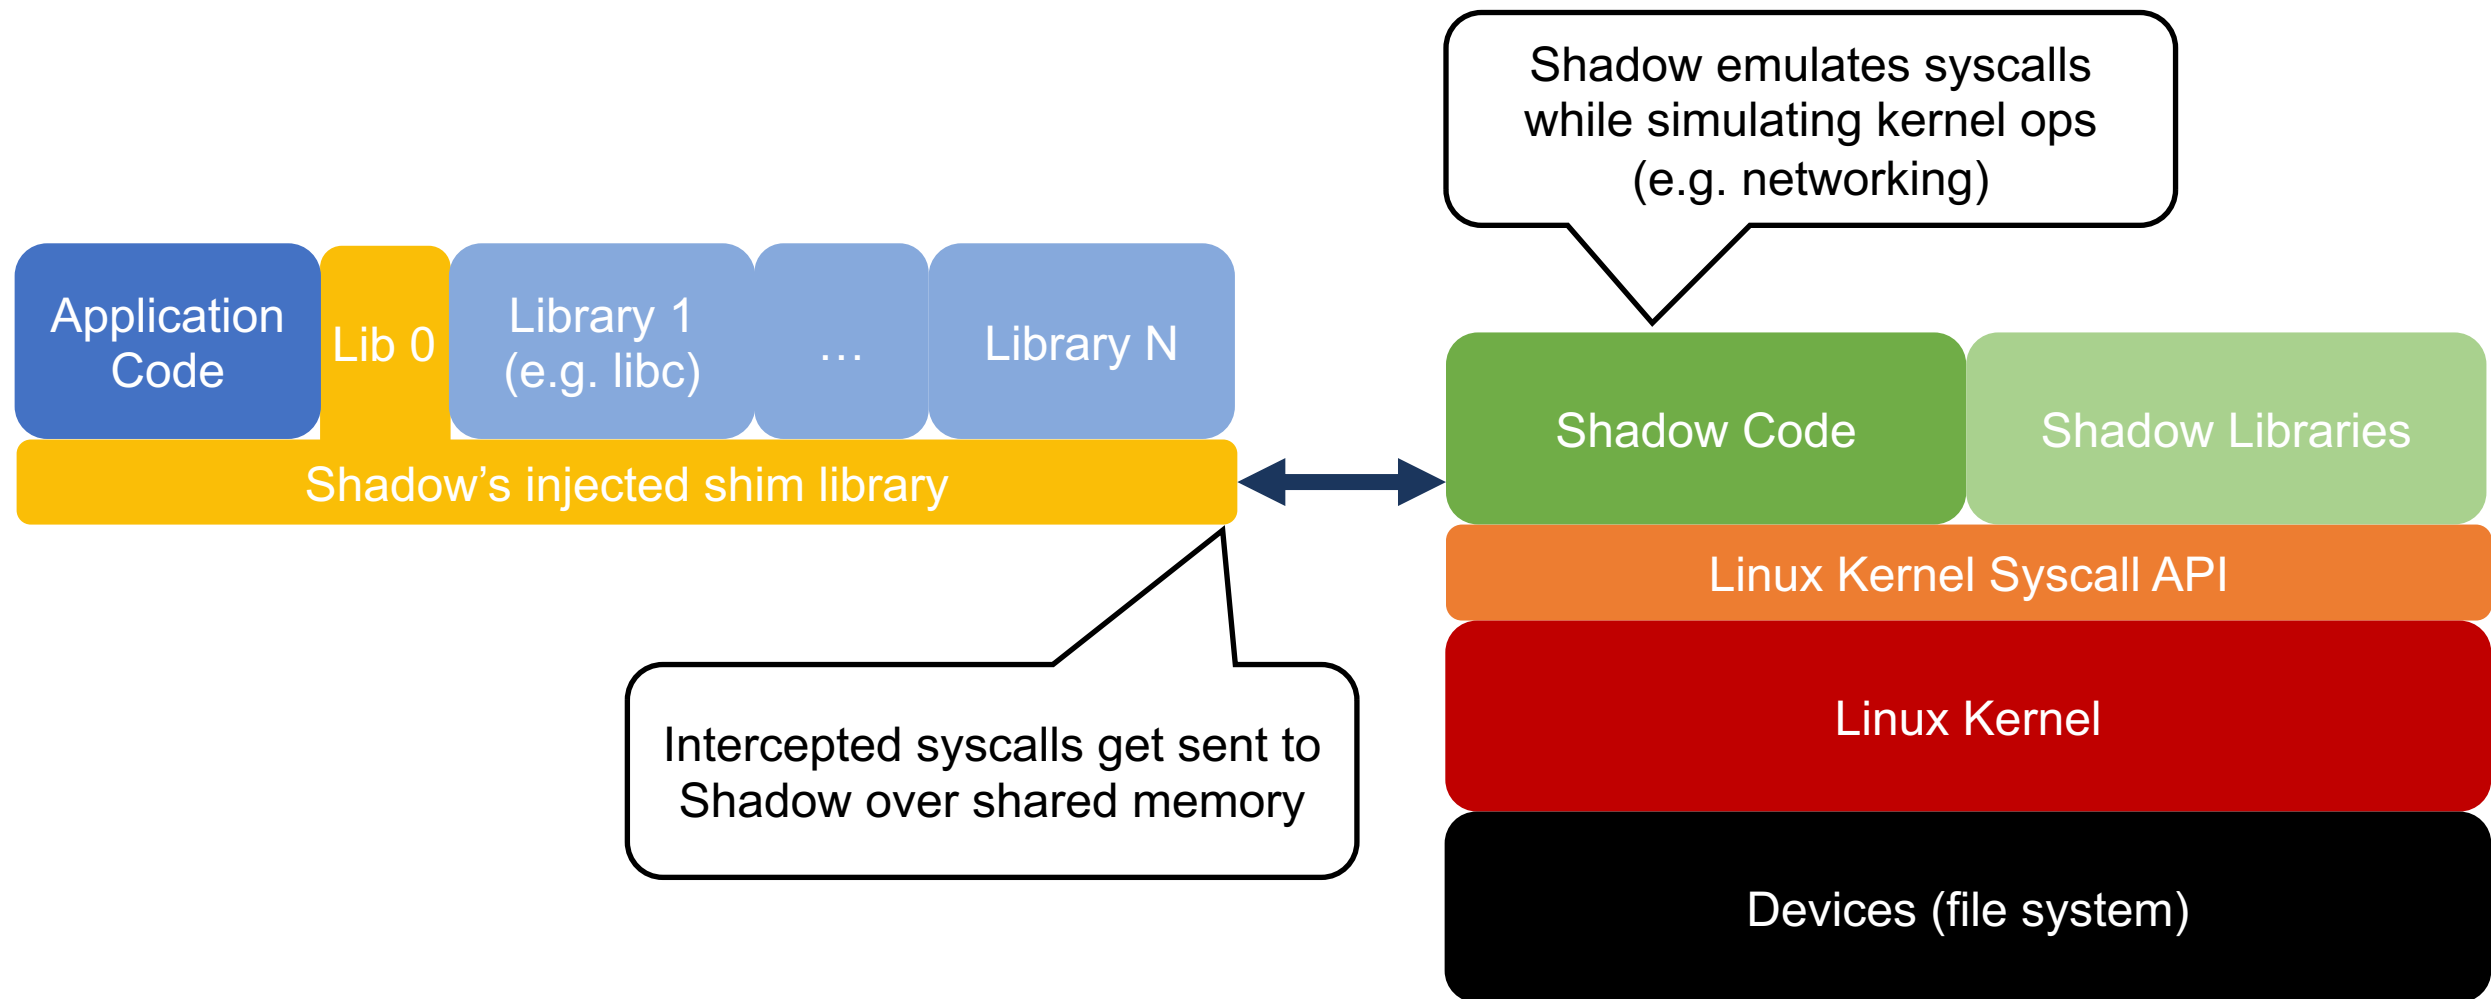 Shadow emulates syscalls
while simulating kernel ops
(e.g. networking)
Application
Code
Lib 0
Library 1
(e.g. libc)
…
Library N
Shadow’s injected shim library
Shadow Code
Shadow Libraries
Linux Kernel Syscall API
Intercepted syscalls get sent to
Shadow over shared memory
Linux Kernel
Devices (file system)